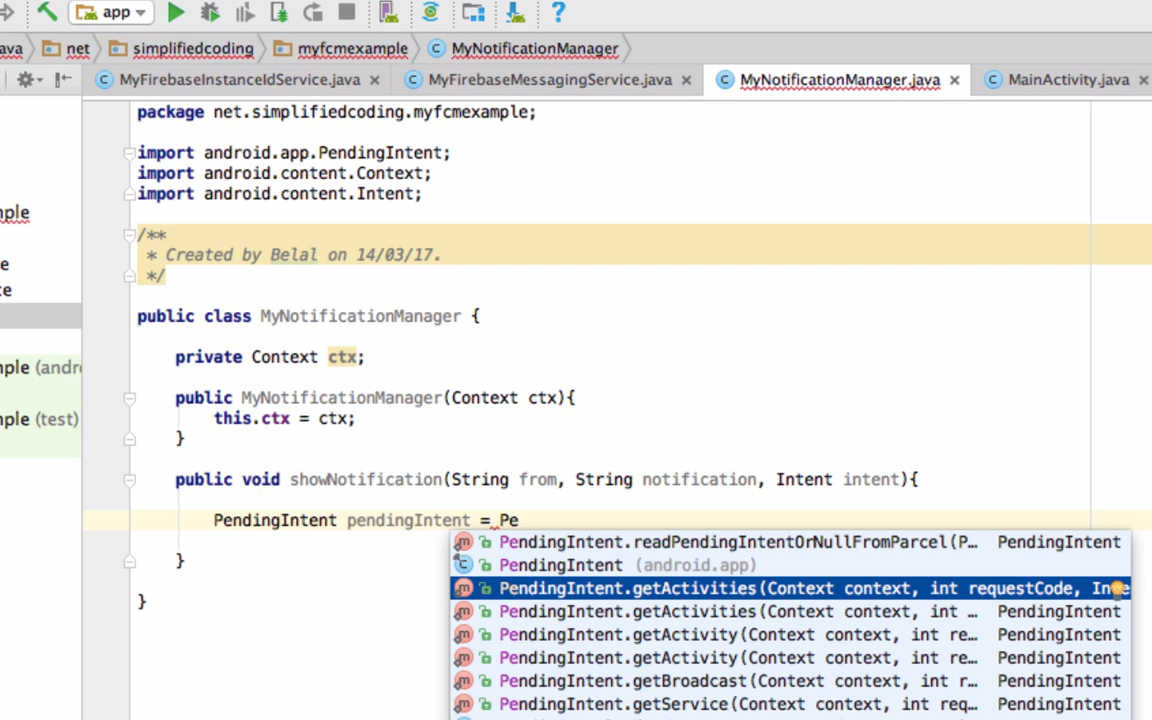 app
ava net simplifiedcoding myfcmexample MyNotificationManager
MyFirebaseInstanceIdService.java MyFirebaseMessagingService.java MyNotificationManager.java MainActivity.java
package net.simplifiedcoding.myfcmexample;
import android.app.PendingIntent;
import android.content.Context;
import android.content.Intent;
/**
* Created by Belal on 14/03/17.
*/
public class MyNotificationManager {
private Context ctx;
public MyNotificationManager(Context ctx){
this.ctx = ctx;
}
public void showNotification(String from, String notification, Intent intent){
PendingIntent pendingIntent = Pe
PendingIntent.readPendingIntentOrNullFromParcel(P… PendingIntent
PendingIntent (android.app)
PendingIntent.getActivities(Context context, int requestCode, Inte
PendingIntent.getActivities(Context context, int … PendingIntent
PendingIntent.getActivity(Context context, int re… PendingIntent
PendingIntent.getActivity(Context context, int re… PendingIntent
PendingIntent.getBroadcast(Context context, int r… PendingIntent
PendingIntent.getService(Context context, int req… PendingIntent
}
}
mple
e
te
mple (andr
mple (test)